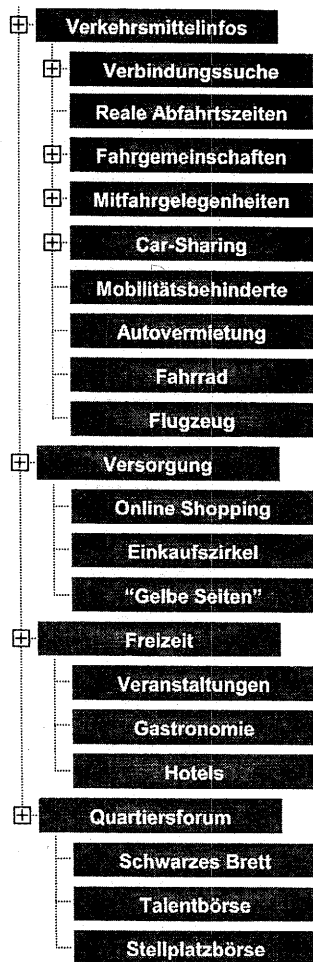 Verkehrsmittelinfos
Verbindungssuche
Reale Abfahrtszeiten
Fahrgemeinschaften
Mitfahrgelegenheiten
Car-Sharing
Mobilitätsbehinderte
Autovermietung
Fahrrad
Flugzeug
Versorgung
Online Shopping
Einkaufszirkel
“Gelbe Seiten”
Freizeit
Veranstaltungen
Gastronomie
Hotels
Quartiersforum
Schwarzes Brett
Talentbörse
Stellplatzbörse